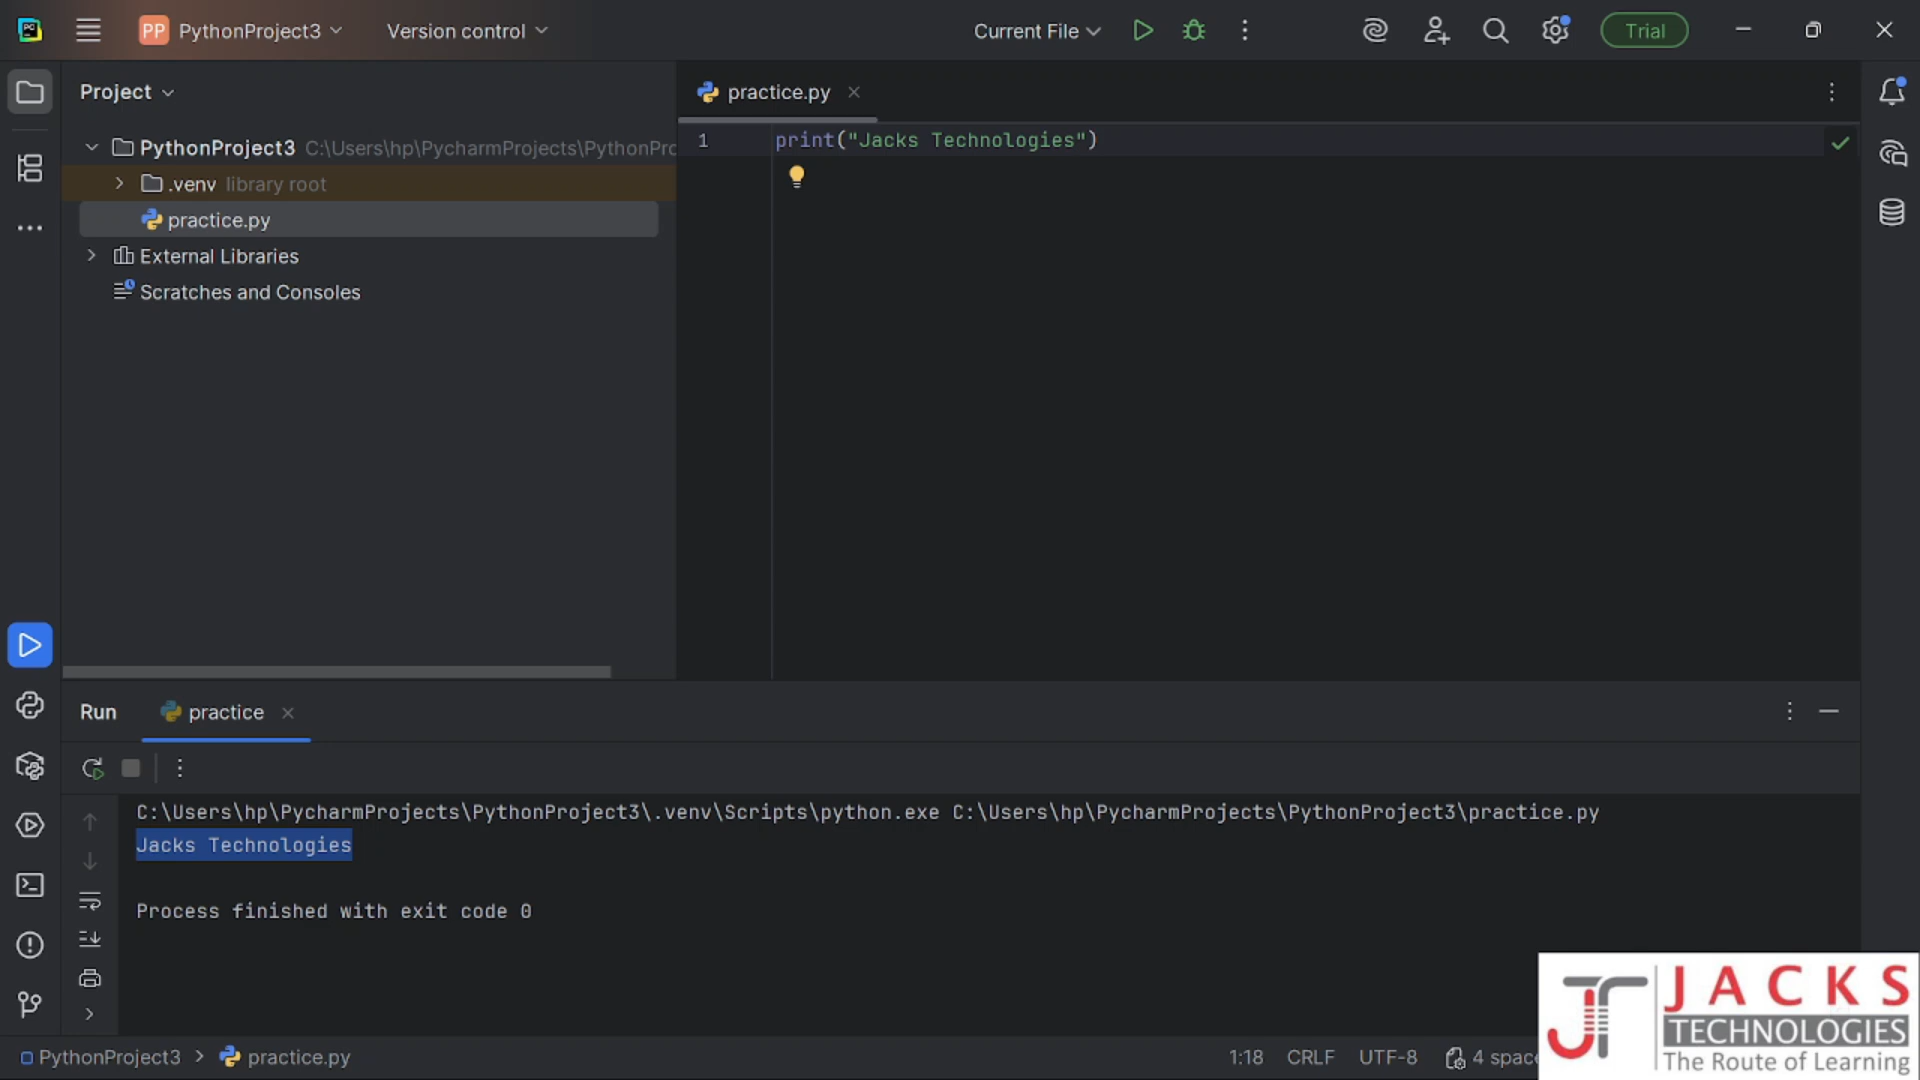 PP PythonProject3 Version control Current File Trial
Project
practice.py
PythonProject3 C:\Users\hp\PycharmProjects\PythonPro
.venv library root
practice.py
External Libraries
Scratches and Consoles
1 print("Jacks Technologies")
Run practice
C:\Users\hp\PycharmProjects\PythonProject3\.venv\Scripts\python.exe C:\Users\hp\PycharmProjects\PythonProject3\practice.py
Jacks Technologies
Process finished with exit code 0
PythonProject3 > practice.py 1:18 CRLF UTF-8 4 space
JT JACKS
TECHNOLOGIES
The Route of Learning